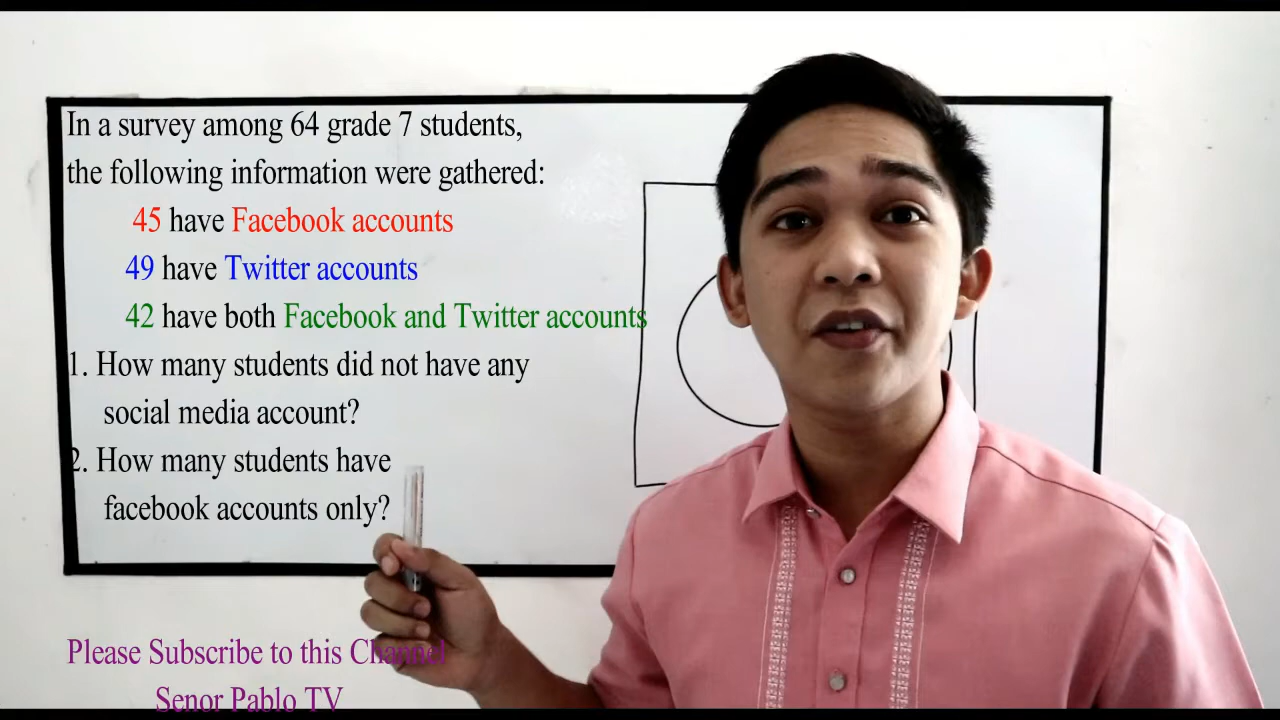 In a survey among 64 grade 7 students,
the following information were gathered:
45 have Facebook accounts
49 have Twitter accounts
42 have both Facebook and Twitter accounts
1. How many students did not have any
social media account?
2. How many students have
facebook accounts only?
Please Subscribe to this Channel
Senor Pablo TV